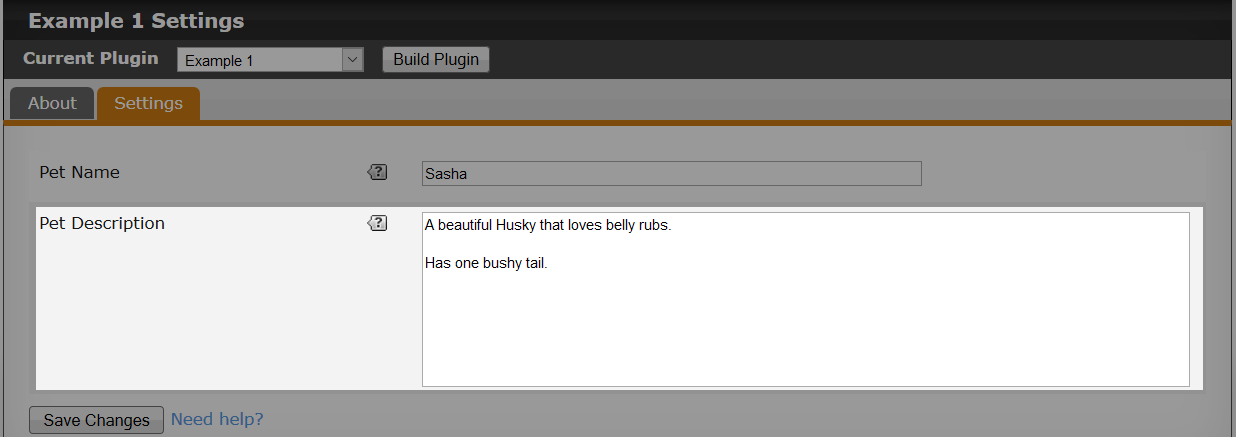 Example 1 Settings
Current Plugin Example 1 Build Plugin
About Settings
Pet Name ? Sasha
Pet Description ? A beautiful Husky that loves belly rubs.
Has one bushy tail.
Save Changes Need help?